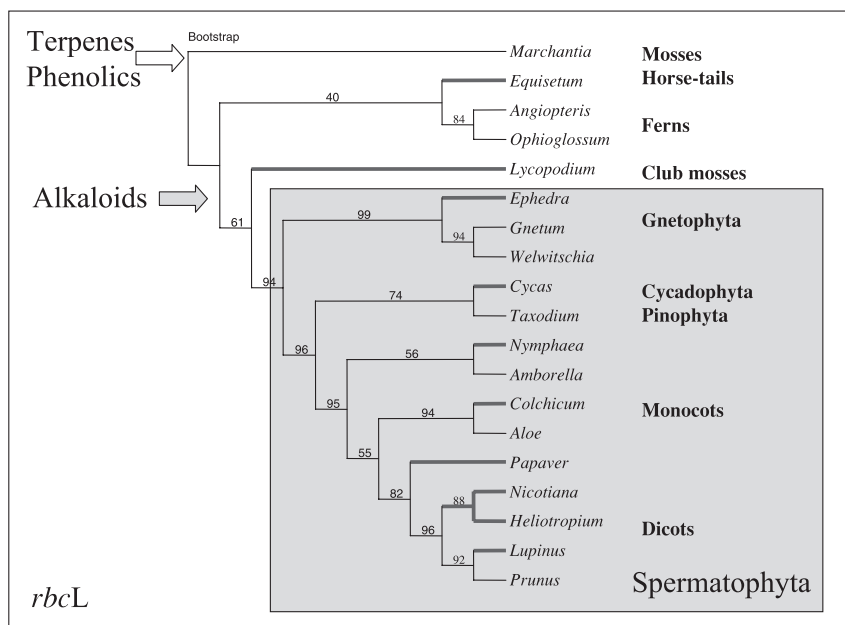 Terpenes
Phenolics
Bootstrap
Marchantia
Mosses
Equisetum
Horse-tails
40
Angiopteris
84
Ferns
Ophioglossum
Lycopodium
Club mosses
Alkaloids
61
Ephedra
99
Gnetophyta
Gnetum
94
Welwitschia
94
Cycas
Cycadophyta
74
Taxodium
Pinophyta
96
Nymphaea
56
Amborella
95
Colchicum
Monocots
94
Aloe
55
Papaver
82
Nicotiana
88
Heliotropium
Dicots
96
Lupinus
92
Prunus
Spermatophyta
rbcL